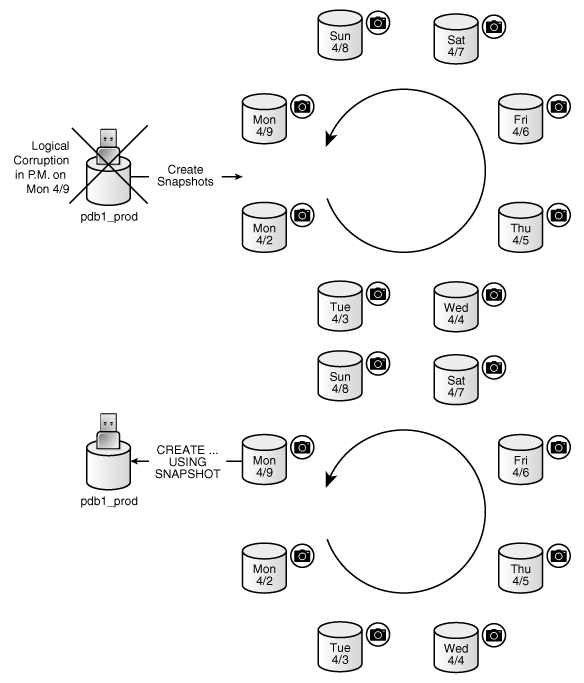 Sun
4/8
Sat
4/7
Mon
4/9
Fri
4/6
Logical
Corruption
in P.M. on
Mon 4/9
Create
Snapshots
pdb1_prod
Mon
4/2
Thu
4/5
Tue
4/3
Wed
4/4
Sun
4/8
Sat
4/7
CREATE ...
USING
SNAPSHOT
Mon
4/9
Fri
4/6
pdb1_prod
Mon
4/2
Thu
4/5
Tue
4/3
Wed
4/4